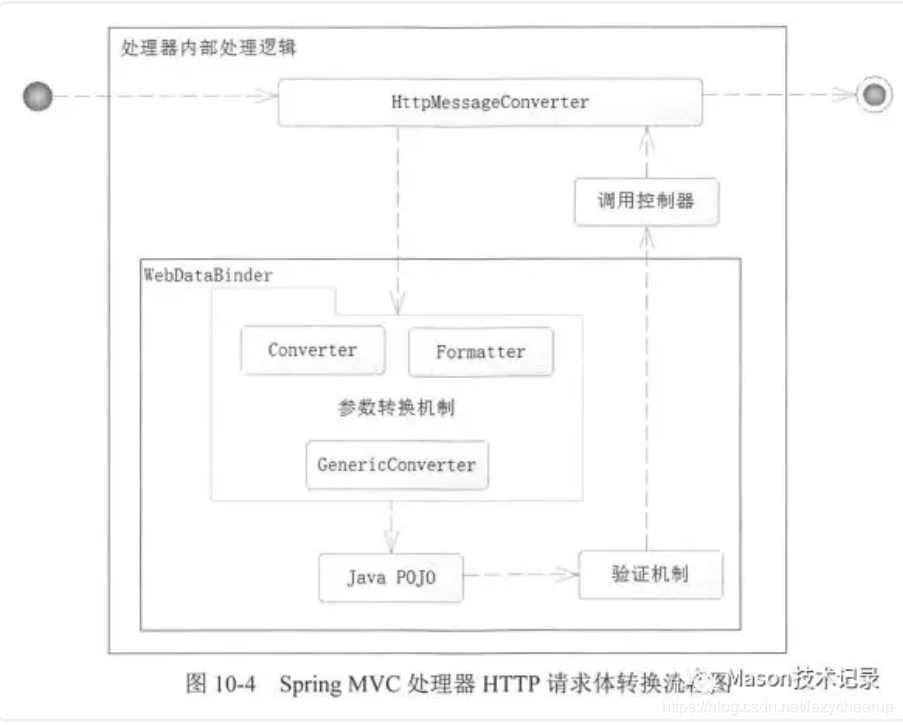 处理器内部处理逻辑
HttpMessageConverter
调用控制器
WebDataBinder
Converter
Formatter
参数转换机制
GenericConverter
Java POJO
验证机制
图 10-4 Spring MVC 处理器 HTTP 请求体转换流程图
Mason技术记录
https://blog.csdn.net/lazycheerup